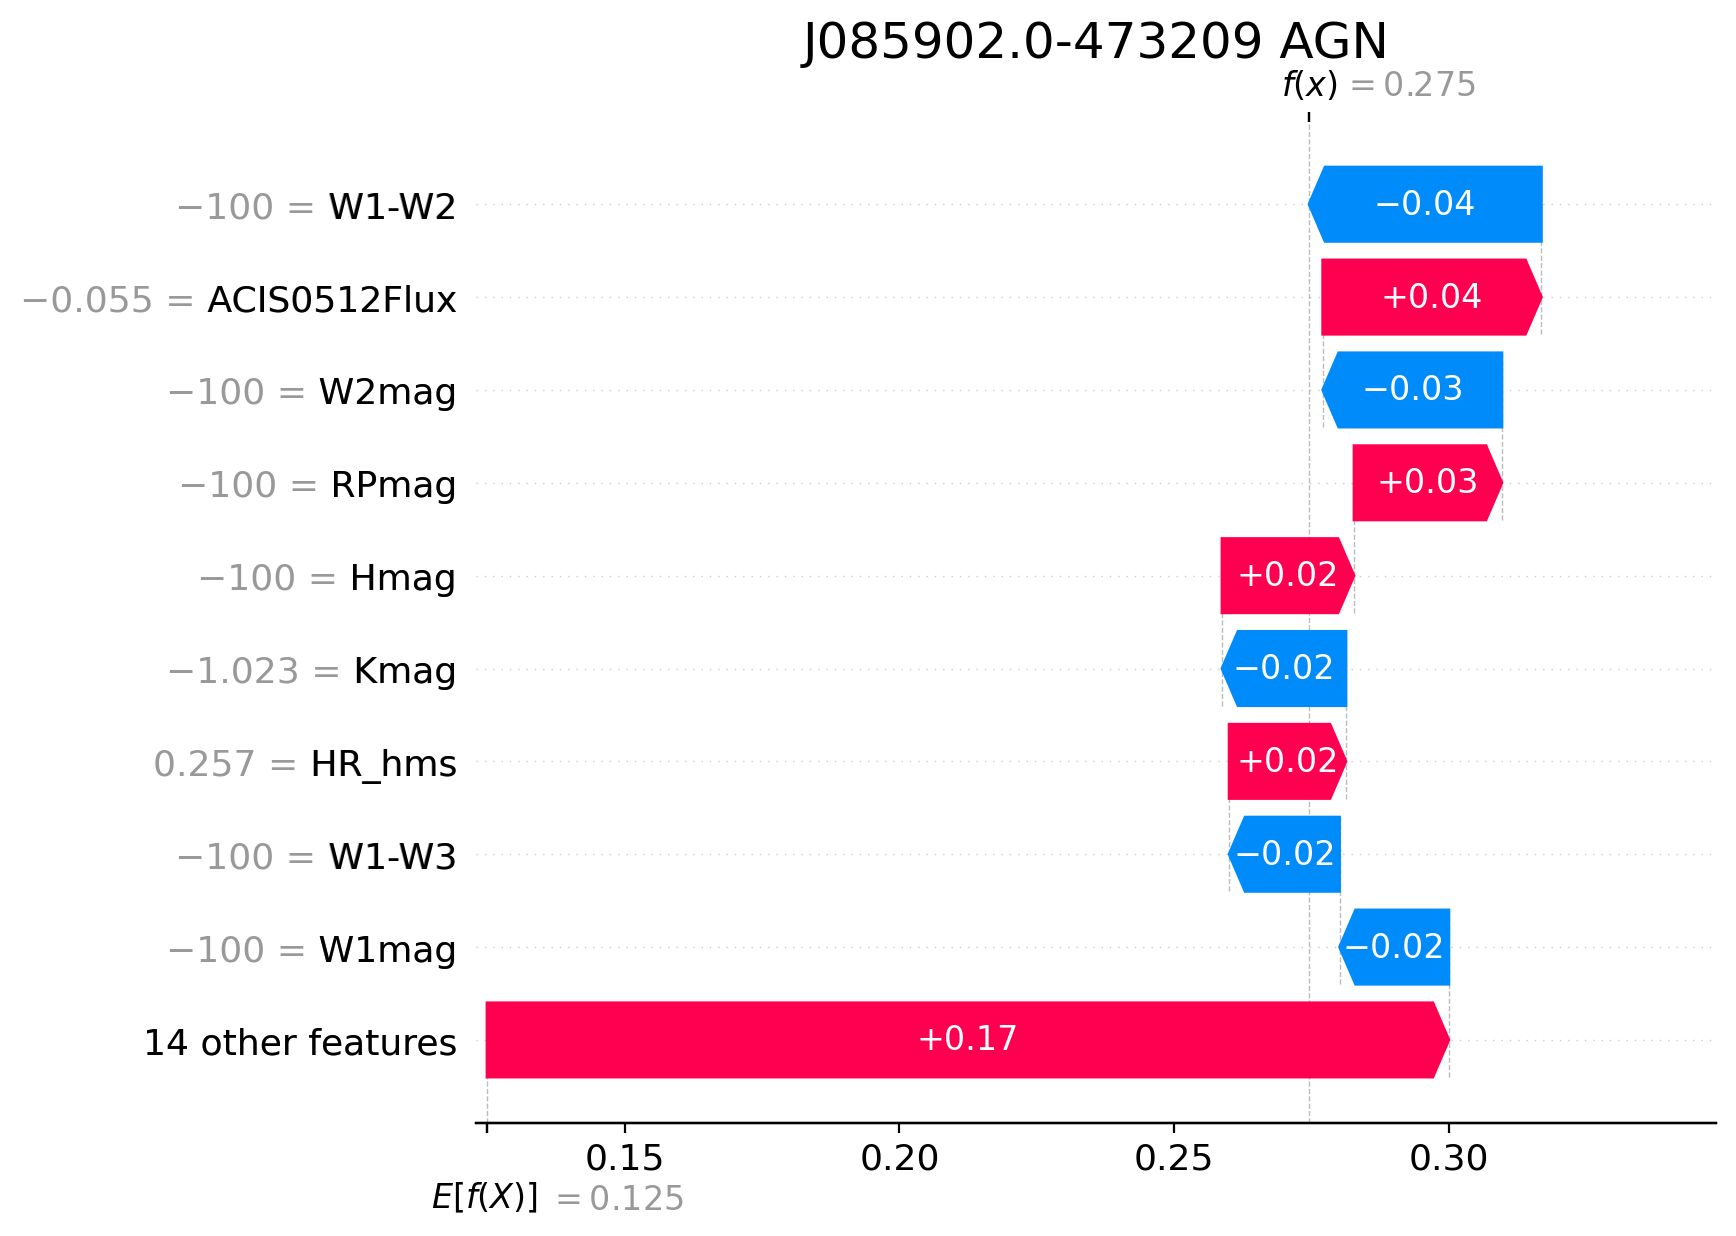 J085902.0-473209 AGN
f(x) = 0.275
−100 = W1-W2 −0.04
−0.055 = ACIS0512Flux +0.04
−100 = W2mag −0.03
−100 = RPmag +0.03
−100 = Hmag +0.02
−1.023 = Kmag −0.02
0.257 = HR_hms +0.02
−100 = W1-W3 −0.02
−100 = W1mag −0.02
14 other features +0.17
0.15 0.20 0.25 0.30
E[f(X)] = 0.125